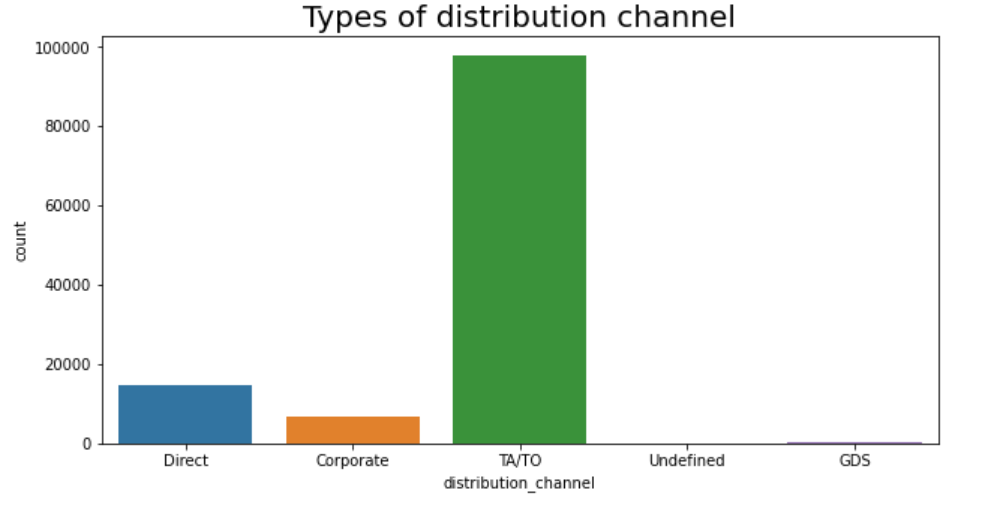 Types of distribution channel
100000
80000
60000
40000
20000
0
count
Direct Corporate TA/TO Undefined GDS
distribution_channel